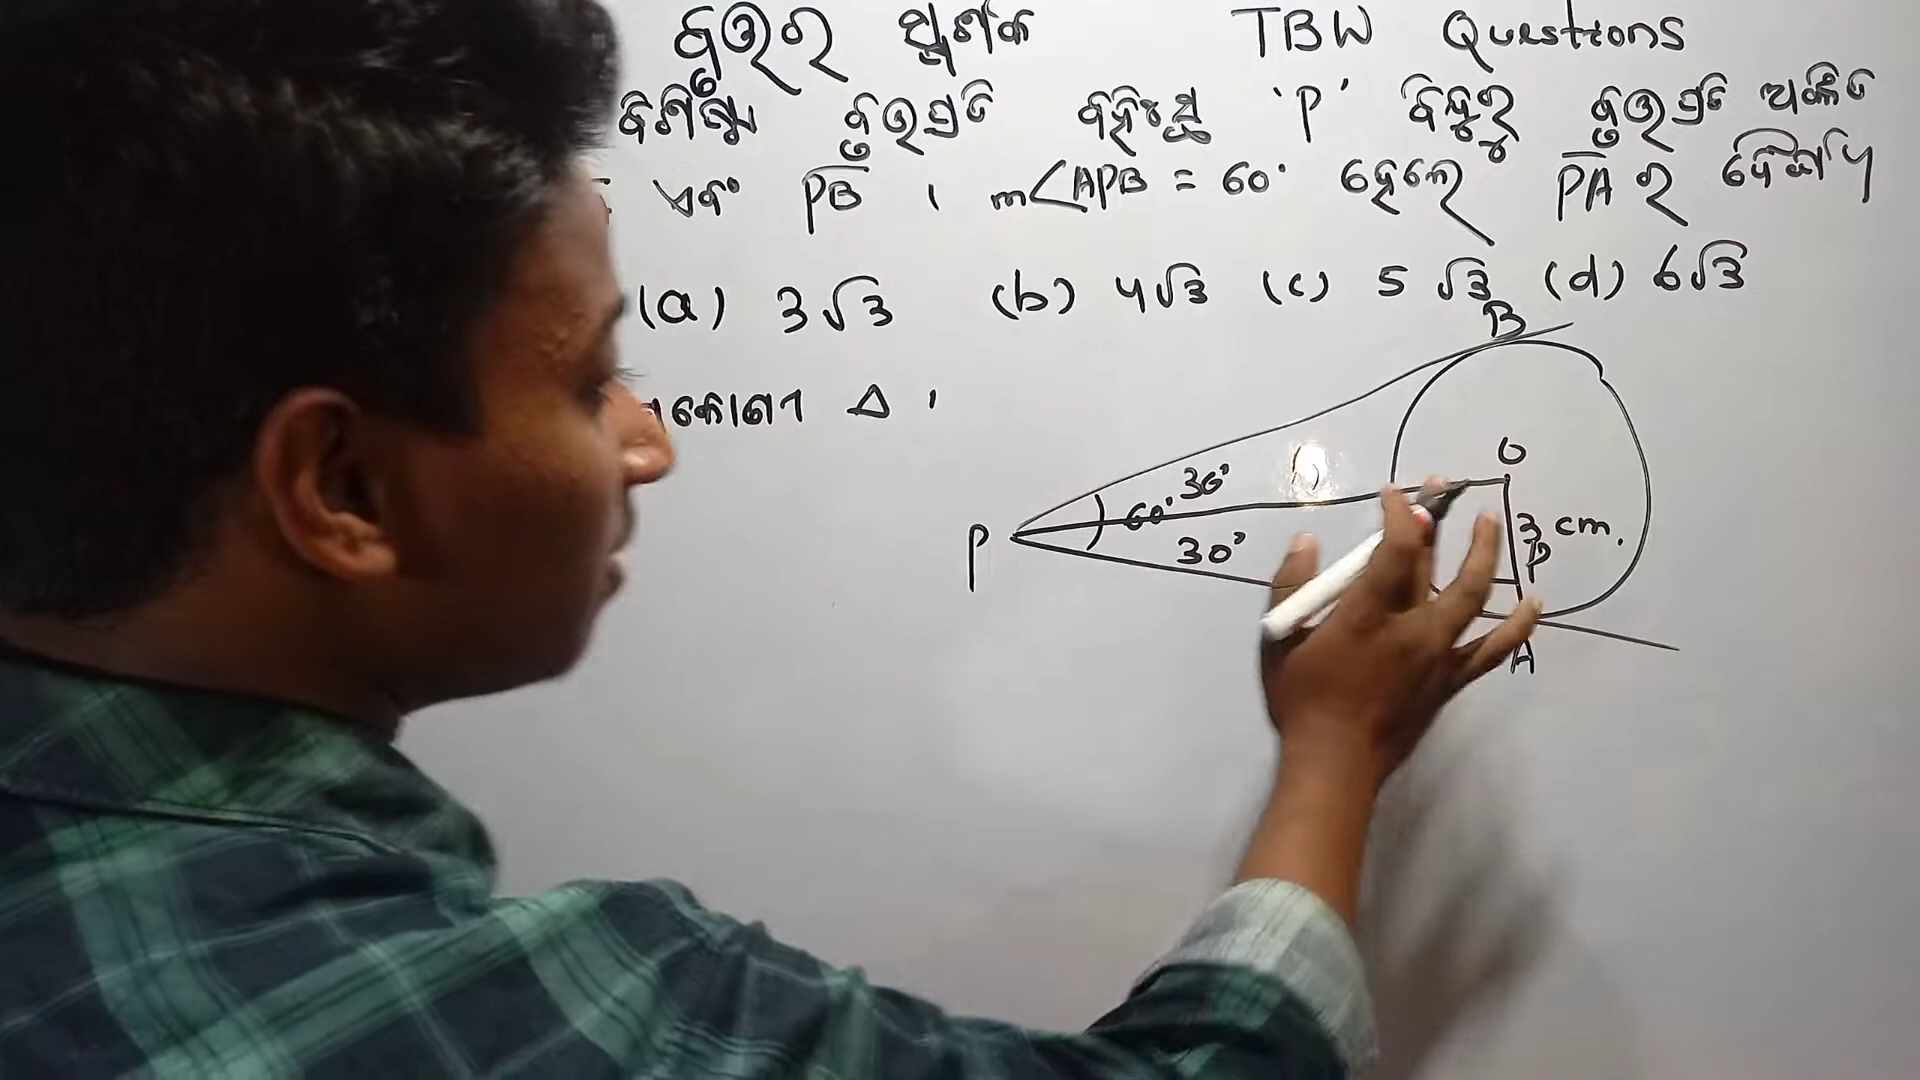 ବୃତ୍ତର ସ୍ପର୍ଶକ TBW Questions
ବିଶିଷ୍ଟ ବୃତ୍ତପ୍ରତି ବହିଃସ୍ଥ 'P' ବିନ୍ଦୁରୁ ବୃତ୍ତପ୍ରତି ଅଙ୍କିତ
ଏବଂ PB । m∠APB = 60° ହେଲେ PA ର ଦୈର୍ଘ୍ୟ
(a) 3√3 (b) 4√3 (c) 5√3 (d) 6√3
B
କୋଣୀ Δ ।
O
30°
60°
3 cm.
P
30°
P
A